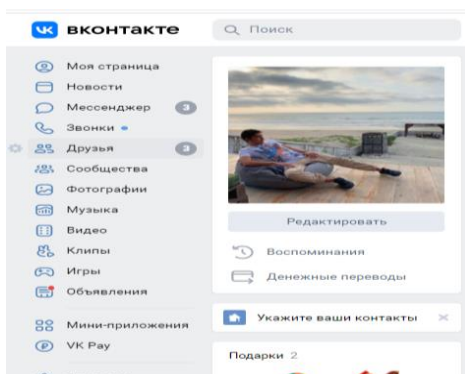 вконтакте
Поиск
Моя страница
Новости
Мессенджер 3
Звонки
Друзья 3
Сообщества
Фотографии
Музыка
Видео
Клипы
Игры
Объявления
Мини-приложения
VK Pay
Редактировать
Воспоминания
Денежные переводы
Укажите ваши контакты
Подарки 2